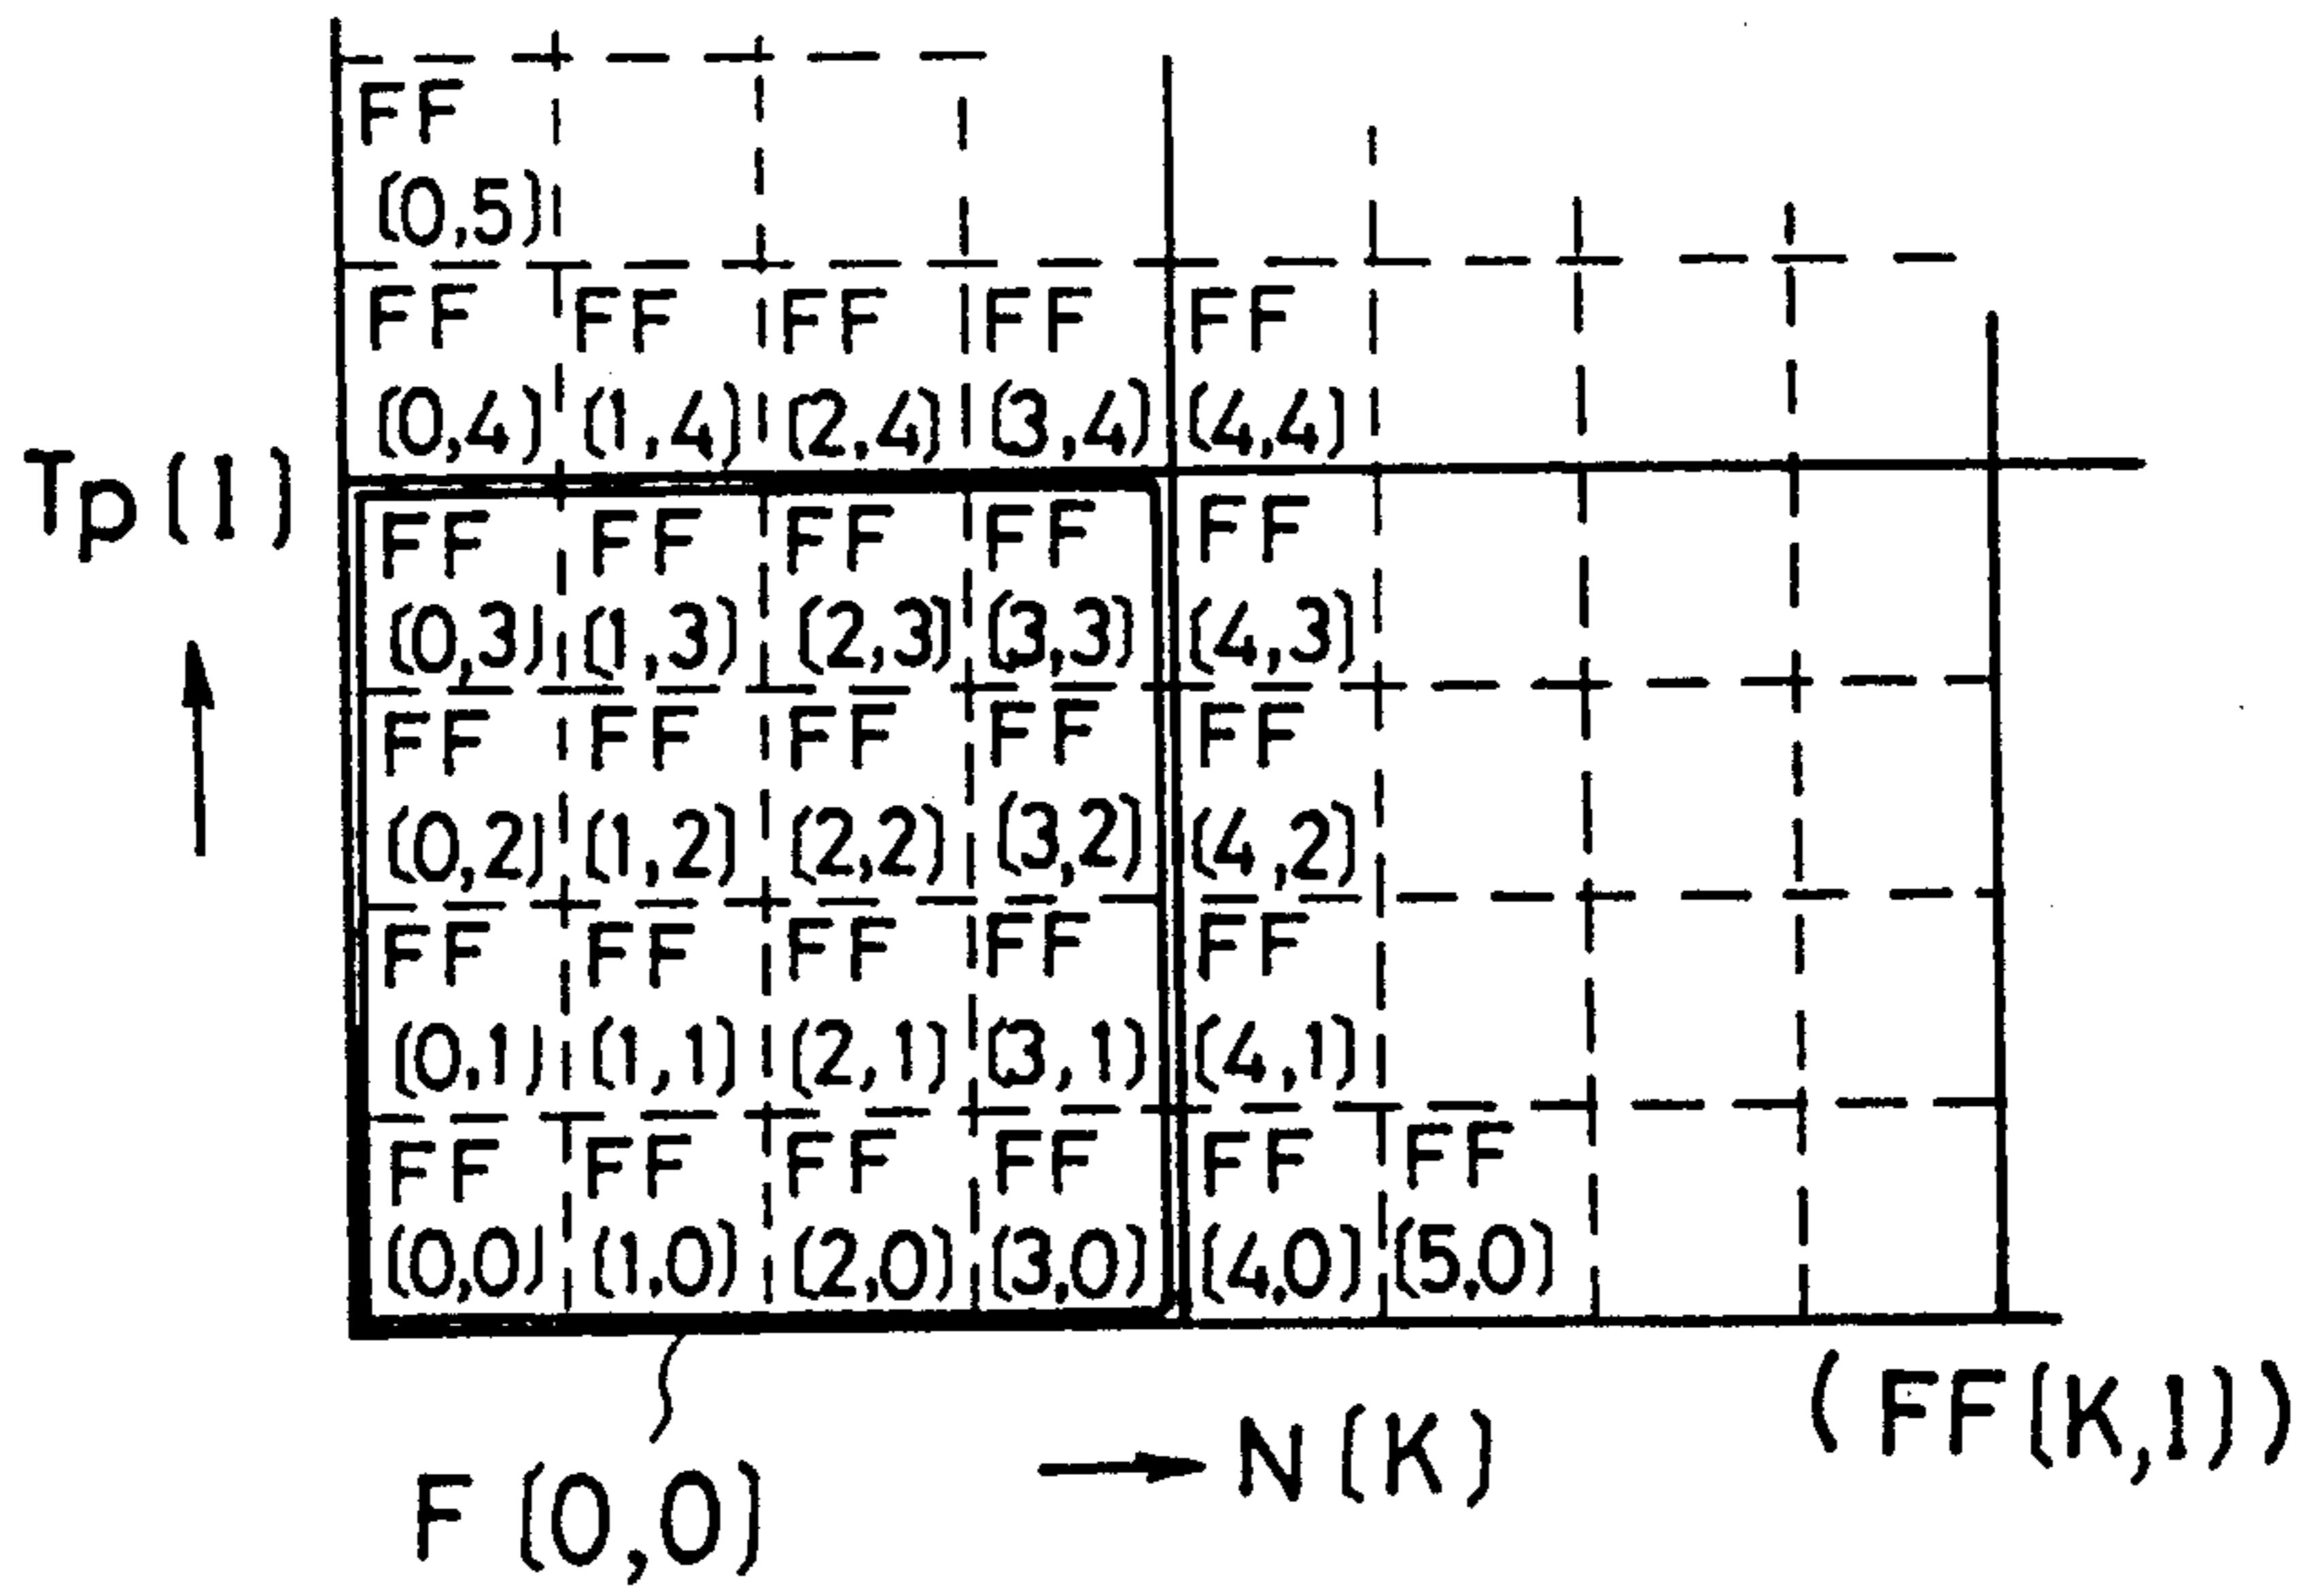 FF
(0,5)
FF FF FF FF FF
(0,4) (1,4) (2,4) (3,4) (4,4)
Tp(I)
FF FF FF FF FF
(0,3) (1,3) (2,3) (3,3) (4,3)
FF FF FF FF FF
(0,2) (1,2) (2,2) (3,2) (4,2)
FF FF FF FF FF
(0,1) (1,1) (2,1) (3,1) (4,1)
FF FF FF FF FF FF
(0,0) (1,0) (2,0) (3,0) (4,0) (5,0)
F(0,0)
N(K)
(FF(K,I))